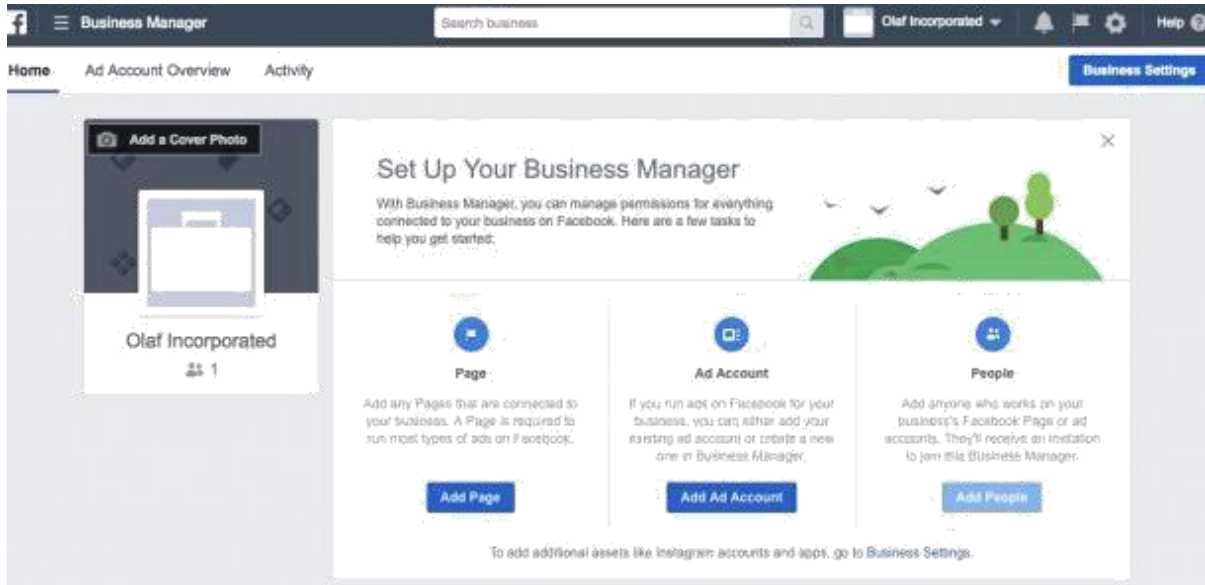 f Business Manager Search business Olaf Incorporated Help
Home Ad Account Overview Activity Business Settings
Add a Cover Photo
Olaf Incorporated
1
Set Up Your Business Manager
With Business Manager, you can manage permissions for everything
connected to your business on Facebook. Here are a few tasks to
help you get started:
Page
Add any Pages that are connected to
your business. A Page is required to
run most types of ads on Facebook.
Add Page
Ad Account
If you run ads on Facebook for your
business, you can either add your
existing ad account or create a new
one in Business Manager.
Add Ad Account
People
Add anyone who works on your
business's Facebook Page or ad
accounts. They'll receive an invitation
to join this Business Manager.
Add People
To add additional assets like Instagram accounts and apps, go to Business Settings.